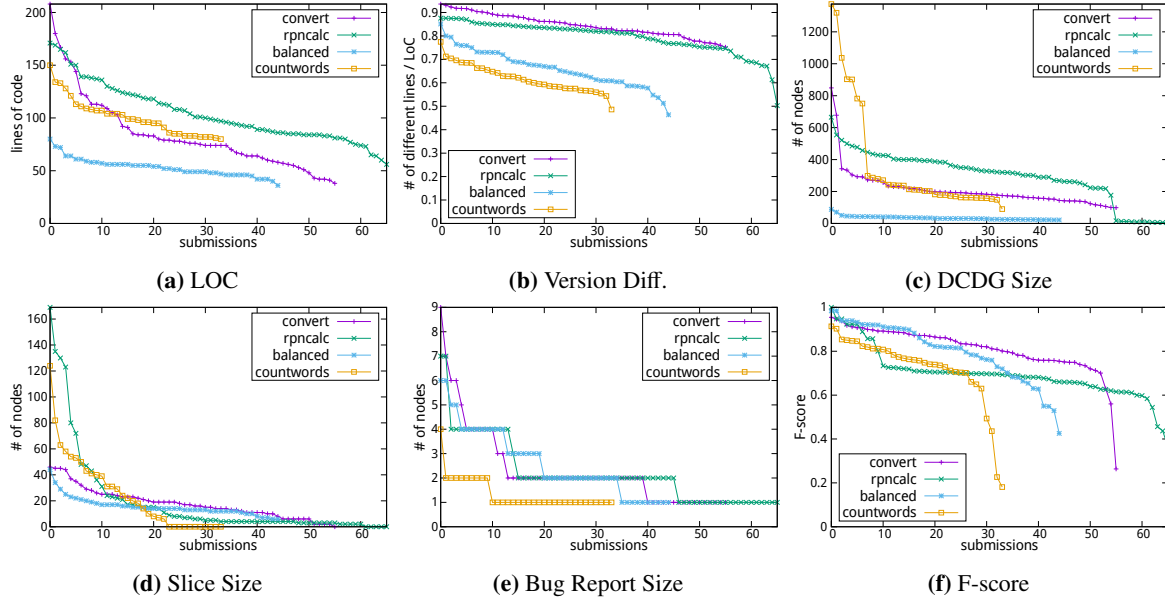 200
150
100
50
0
lines of code
0 10 20 30 40 50 60
submissions
convert
rpncalc
balanced
countwords
(a) LOC
0.9
0.8
0.7
0.6
0.5
0.4
0.3
0.2
0.1
0
# of different lines / LoC
0 10 20 30 40 50 60
submissions
convert
rpncalc
balanced
countwords
(b) Version Diff.
1200
1000
800
600
400
200
0
# of nodes
0 10 20 30 40 50 60
submissions
convert
rpncalc
balanced
countwords
(c) DCDG Size
160
140
120
100
80
60
40
20
0
# of nodes
0 10 20 30 40 50 60
submissions
convert
rpncalc
balanced
countwords
(d) Slice Size
9
8
7
6
5
4
3
2
1
0
# of nodes
0 10 20 30 40 50 60
submissions
convert
rpncalc
balanced
countwords
(e) Bug Report Size
1
0.8
0.6
0.4
0.2
0
F-score
0 10 20 30 40 50 60
submissions
convert
rpncalc
balanced
countwords
(f) F-score